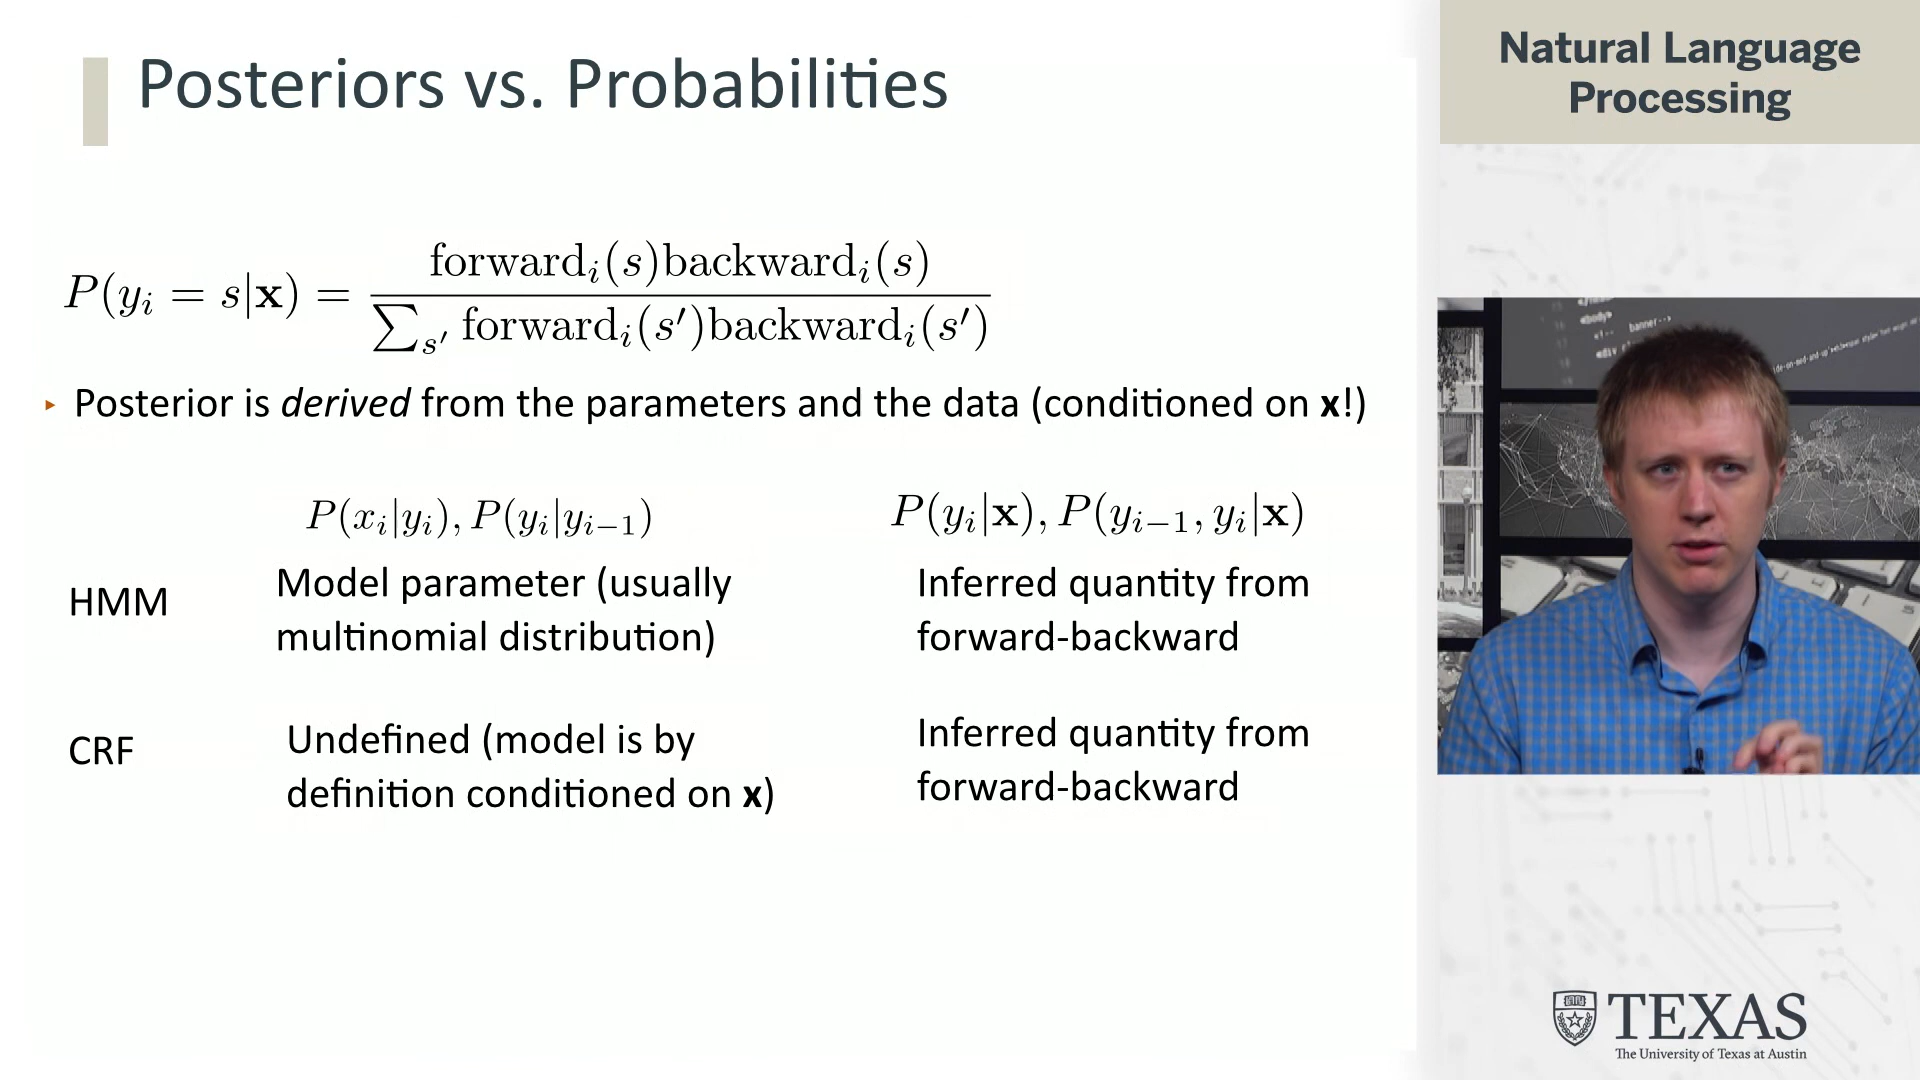 Posteriors vs. Probabilities
Natural Language
Processing
P(y_i = s|x) = forward_i(s)backward_i(s) / ∑_{s'} forward_i(s')backward_i(s')
‣ Posterior is derived from the parameters and the data (conditioned on x!)
P(x_i|y_i), P(y_i|y_{i−1})
P(y_i|x), P(y_{i−1}, y_i|x)
HMM
Model parameter (usually
multinomial distribution)
Inferred quantity from
forward-backward
CRF
Undefined (model is by
definition conditioned on x)
Inferred quantity from
forward-backward
banner-->
TEXAS
The University of Texas at Austin